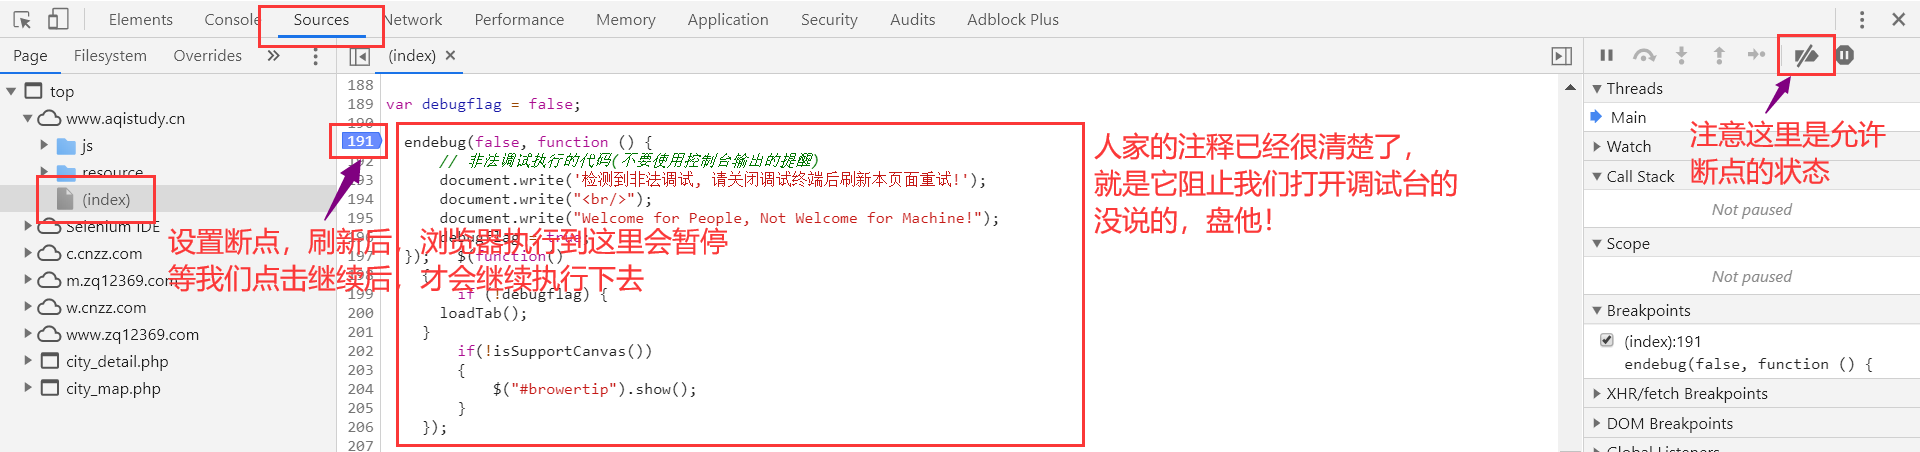 Elements Console Sources Network Performance Memory Application Security Audits Adblock Plus
Page Filesystem Overrides
top
www.aqistudy.cn
js
resource
(index)
Selenium IDE
c.cnzz.com
m.zq12369.com
w.cnzz.com
www.zq12369.com
city_detail.php
city_map.php
(index)
188
189 var debugflag = false;
190
191 endebug(false, function () {
192 // 非法调试执行的代码(不要使用控制台输出的提醒)
193 document.write('检测到非法调试, 请关闭调试终端后刷新本页面重试!');
194 document.write("<br/>");
195 document.write("Welcome for People, Not Welcome for Machine!");
196 debugflag = true;
197 }); $(function()
198 {
199 if (!debugflag) {
200 loadTab();
201 }
202 if(!isSupportCanvas())
203 {
204 $("#browertip").show();
205 }
206 });
207
设置断点，刷新后，浏览器执行到这里会暂停
等我们点击继续后，才会继续执行下去
人家的注释已经很清楚了，
就是它阻止我们打开调试台的
没说的，盘他！
Threads
Main
Watch
Call Stack
Not paused
Scope
Not paused
Breakpoints
(index):191
endebug(false, function () {
XHR/fetch Breakpoints
DOM Breakpoints
Global Listeners
注意这里是允许
断点的状态